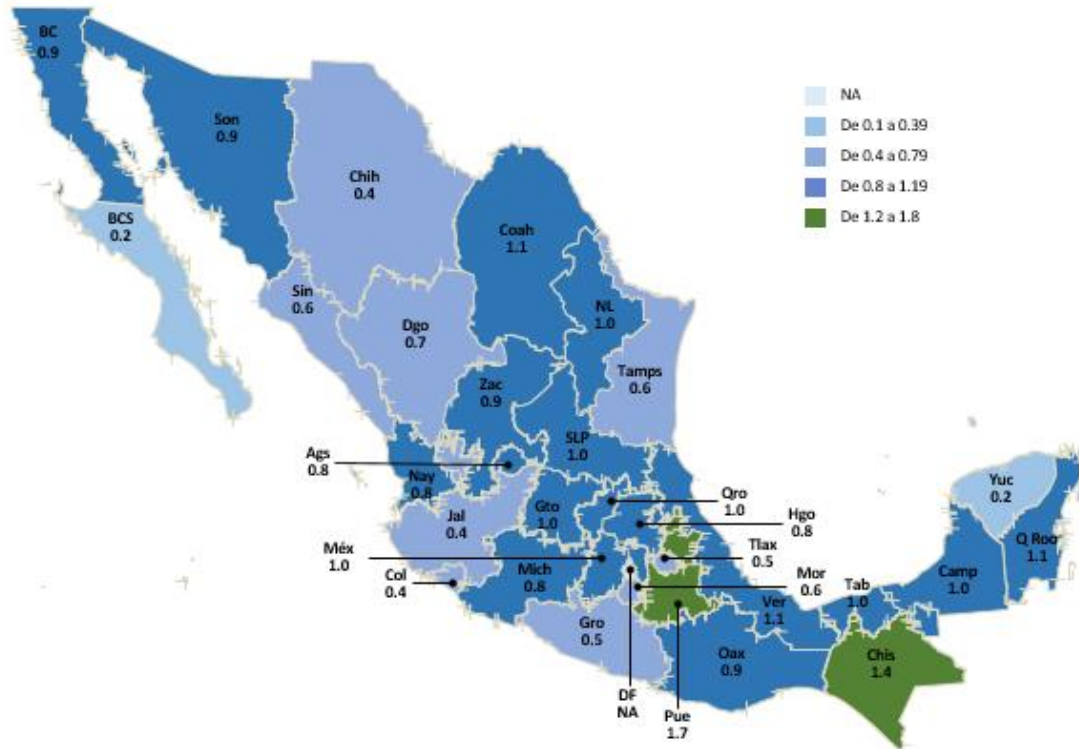 BC
0.9
Son
0.9
NA
De 0.1 a 0.39
De 0.4 a 0.79
De 0.8 a 1.19
De 1.2 a 1.8
Chih
0.4
BCS
0.2
Coah
1.1
Sin
0.6
NL
1.0
Dgo
0.7
Tamps
0.6
Zac
0.9
SLP
1.0
Ags
0.8
Nay
0.8
Yuc
0.2
Qro
1.0
Gto
1.0
Hgo
0.8
Jal
0.4
Q Roo
1.1
Méx
1.0
Tlax
0.5
Col
0.4
Mich
0.8
Mor
0.6
Tab
1.0
Camp
1.0
Ver
1.1
Gro
0.5
Oax
0.9
Chis
1.4
DF
NA
Pue
1.7